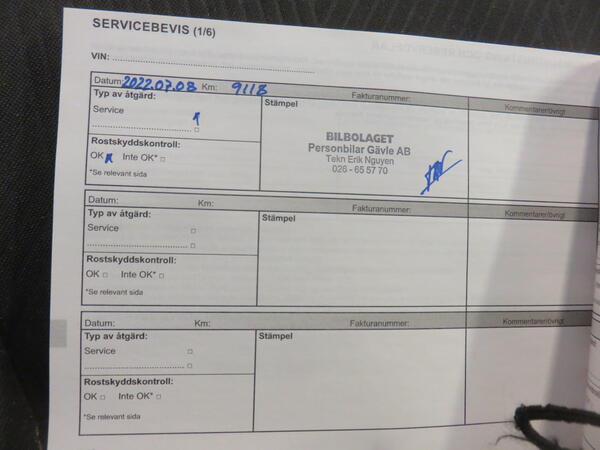 SERVICEBEVIS (1/6)
VIN:
Datum: 2022.07.08 Km: 9118 Fakturanummer: Kommentarer/övrigt
Typ av åtgärd: Stämpel
Service
BILBOLAGET
Personbilar Gävle AB
Tekn Erik Nguyen
026 - 65 57 70
Rostskyddskontroll:
OK Inte OK*
*Se relevant sida
Datum: Km: Fakturanummer: Kommentarer/övrigt
Typ av åtgärd: Stämpel
Service
Rostskyddskontroll:
OK □ Inte OK* □
*Se relevant sida
Datum: Km: Fakturanummer: Kommentarer/övrigt
Typ av åtgärd: Stämpel
Service
Rostskyddskontroll:
OK □ Inte OK* □
*Se relevant sida